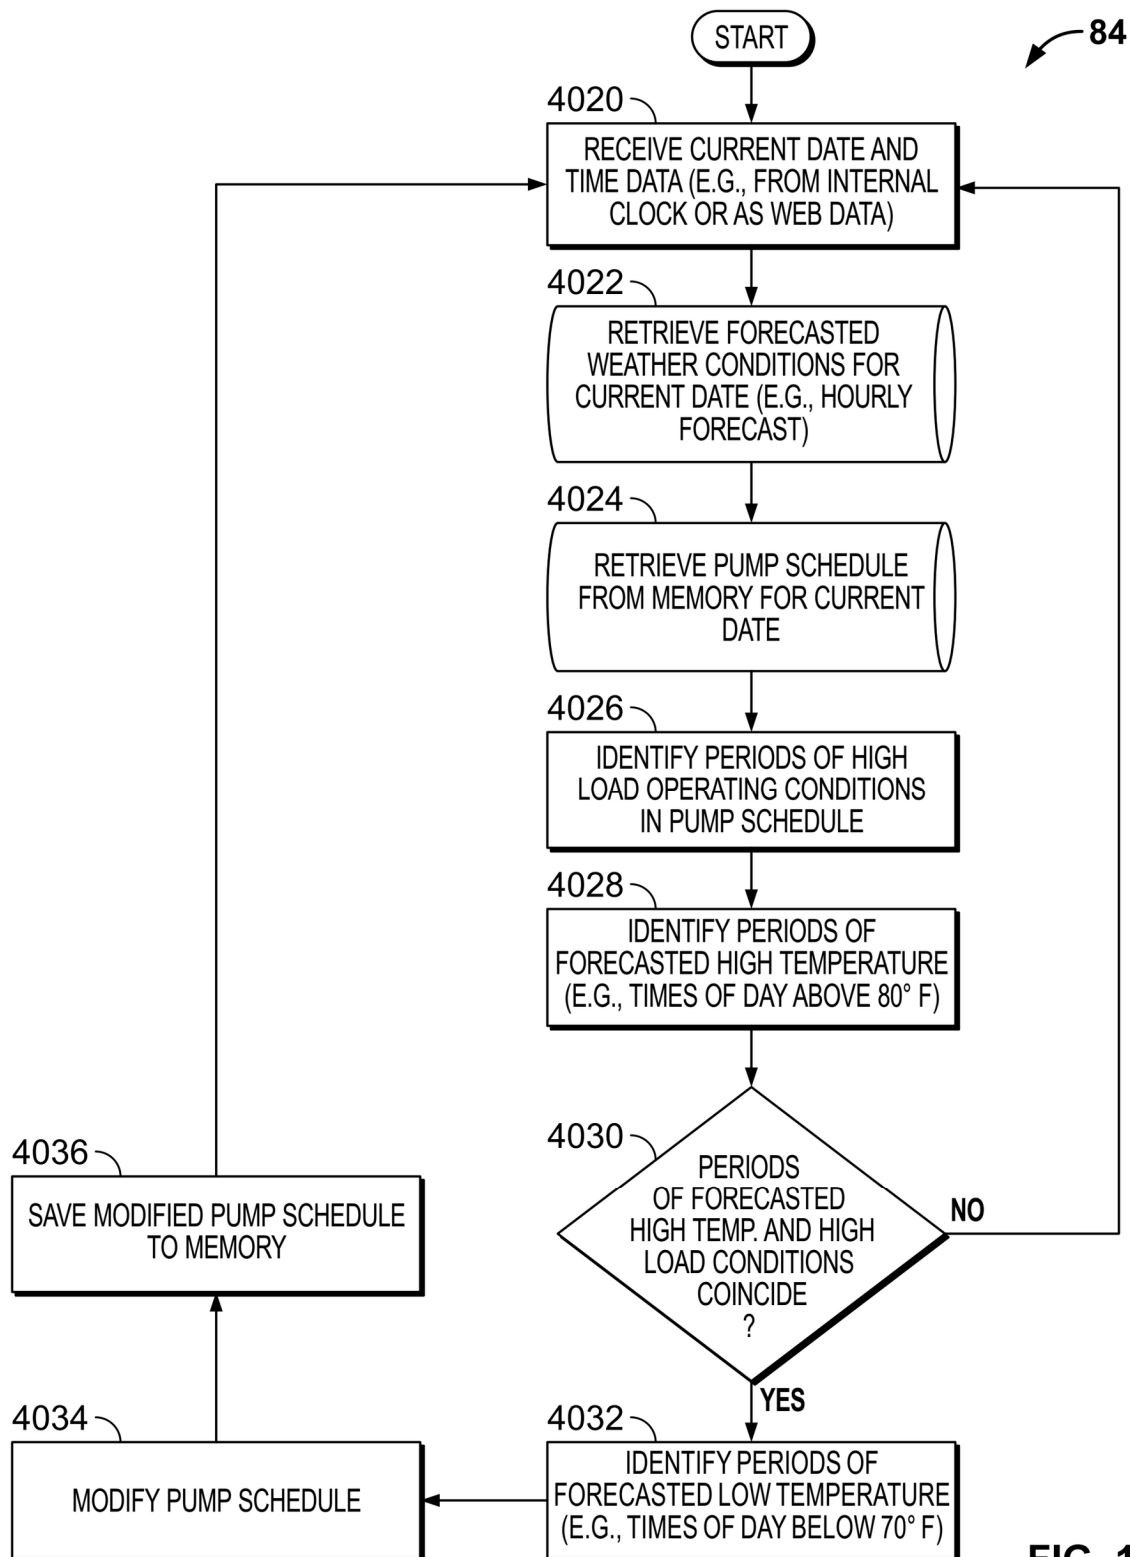 START
84
4020
RECEIVE CURRENT DATE AND
TIME DATA (E.G., FROM INTERNAL
CLOCK OR AS WEB DATA)
4022
RETRIEVE FORECASTED
WEATHER CONDITIONS FOR
CURRENT DATE (E.G., HOURLY
FORECAST)
4024
RETRIEVE PUMP SCHEDULE
FROM MEMORY FOR CURRENT
DATE
4026
IDENTIFY PERIODS OF HIGH
LOAD OPERATING CONDITIONS
IN PUMP SCHEDULE
4028
IDENTIFY PERIODS OF
FORECASTED HIGH TEMPERATURE
(E.G., TIMES OF DAY ABOVE 80° F)
4030
PERIODS
OF FORECASTED
HIGH TEMP. AND HIGH
LOAD CONDITIONS
COINCIDE
?
NO
YES
4032
IDENTIFY PERIODS OF
FORECASTED LOW TEMPERATURE
(E.G., TIMES OF DAY BELOW 70° F)
4034
MODIFY PUMP SCHEDULE
4036
SAVE MODIFIED PUMP SCHEDULE
TO MEMORY
FIG.